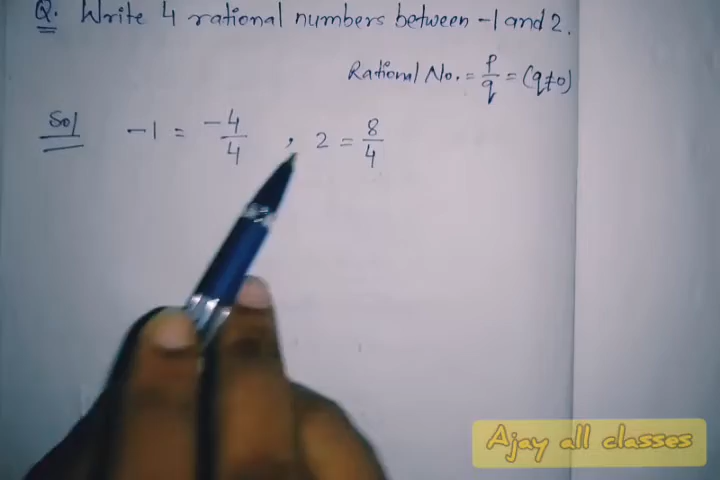 Q. Write 4 rational numbers between -1 and 2.
Rational No. = p/q = (q≠0)
Sol -1 = -4/4 , 2 = 8/4
Ajay all classes